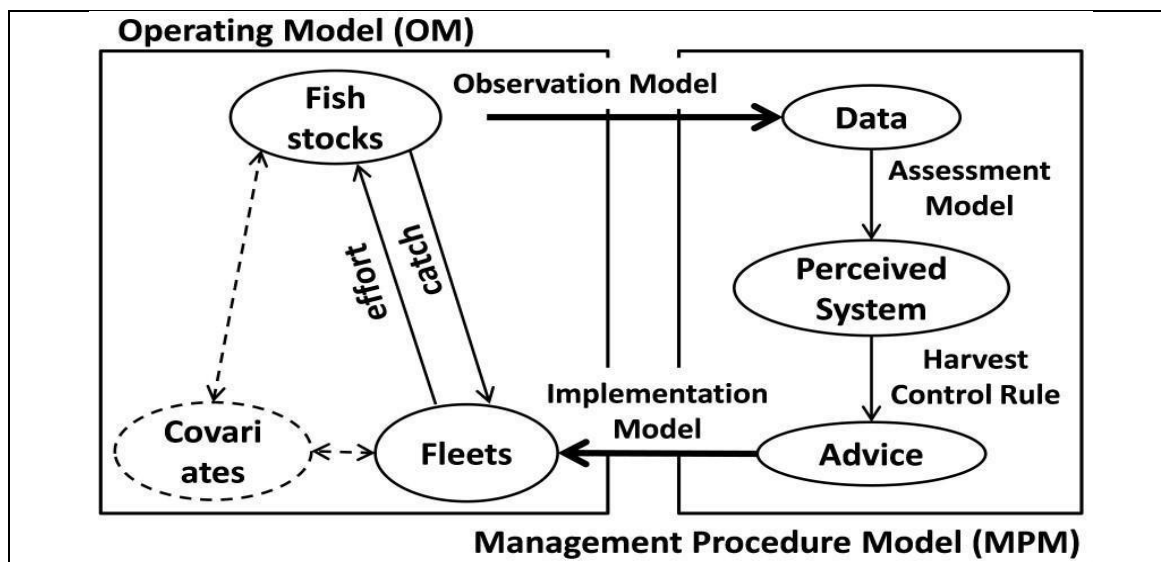 Operating Model (OM)
Observation Model
Fish
stocks
Data
Assessment
Model
effort
catch
Perceived
System
Harvest
Control Rule
Implementation
Model
Covari
ates
Fleets
Advice
Management Procedure Model (MPM)